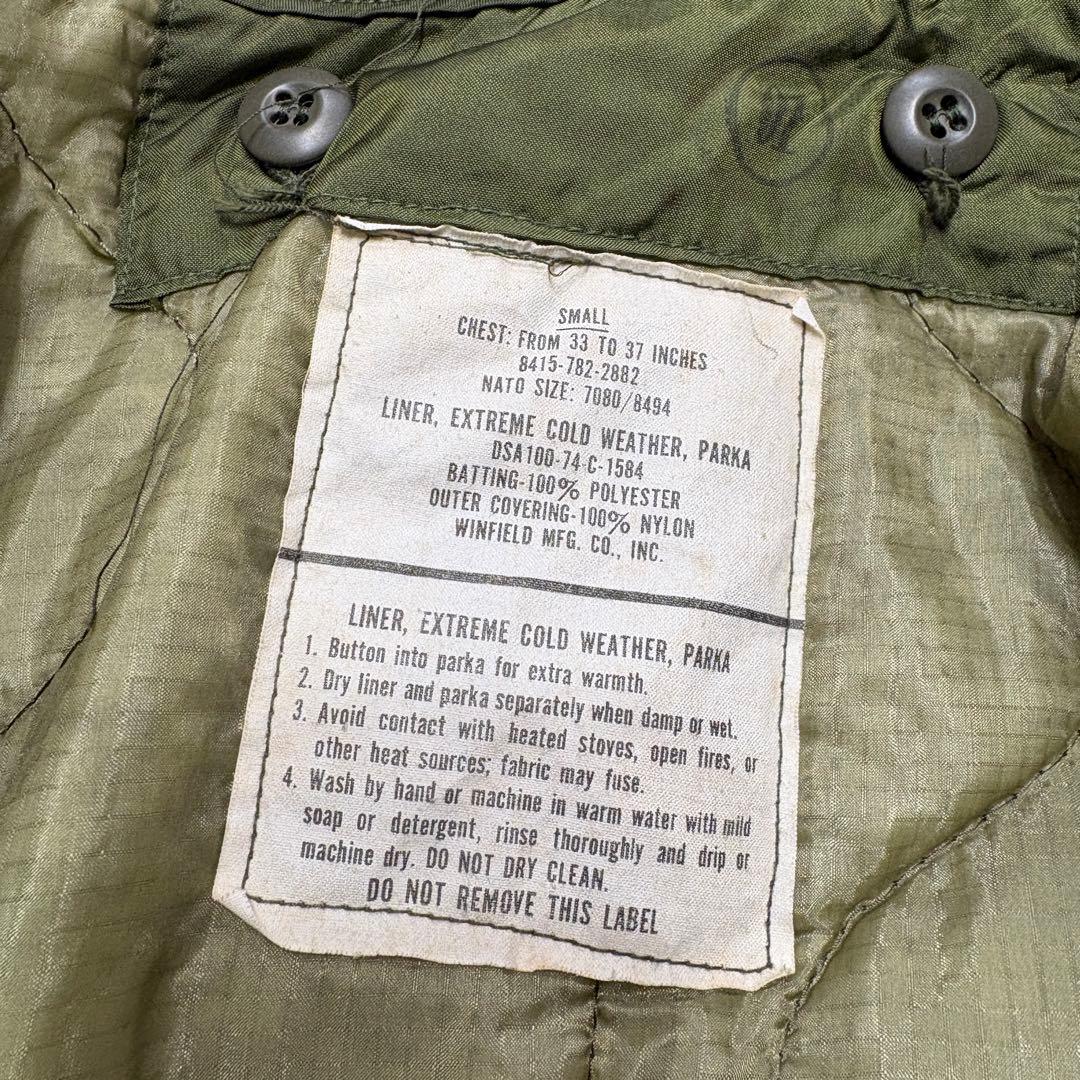 SMALL
CHEST: FROM 33 TO 37 INCHES
8415-782-2882
NATO SIZE: 7080/8494
LINER, EXTREME COLD WEATHER, PARKA
DSA100-74-C-1584
BATTING-100% POLYESTER
OUTER COVERING-100% NYLON
WINFIELD MFG. CO., INC.
LINER, EXTREME COLD WEATHER, PARKA
1. Button into parka for extra warmth.
2. Dry liner and parka separately when damp or wet.
3. Avoid contact with heated stoves, open fires, or
other heat sources; fabric may fuse.
4. Wash by hand or machine in warm water with mild
soap or detergent, rinse thoroughly and drip or
machine dry. DO NOT DRY CLEAN.
DO NOT REMOVE THIS LABEL